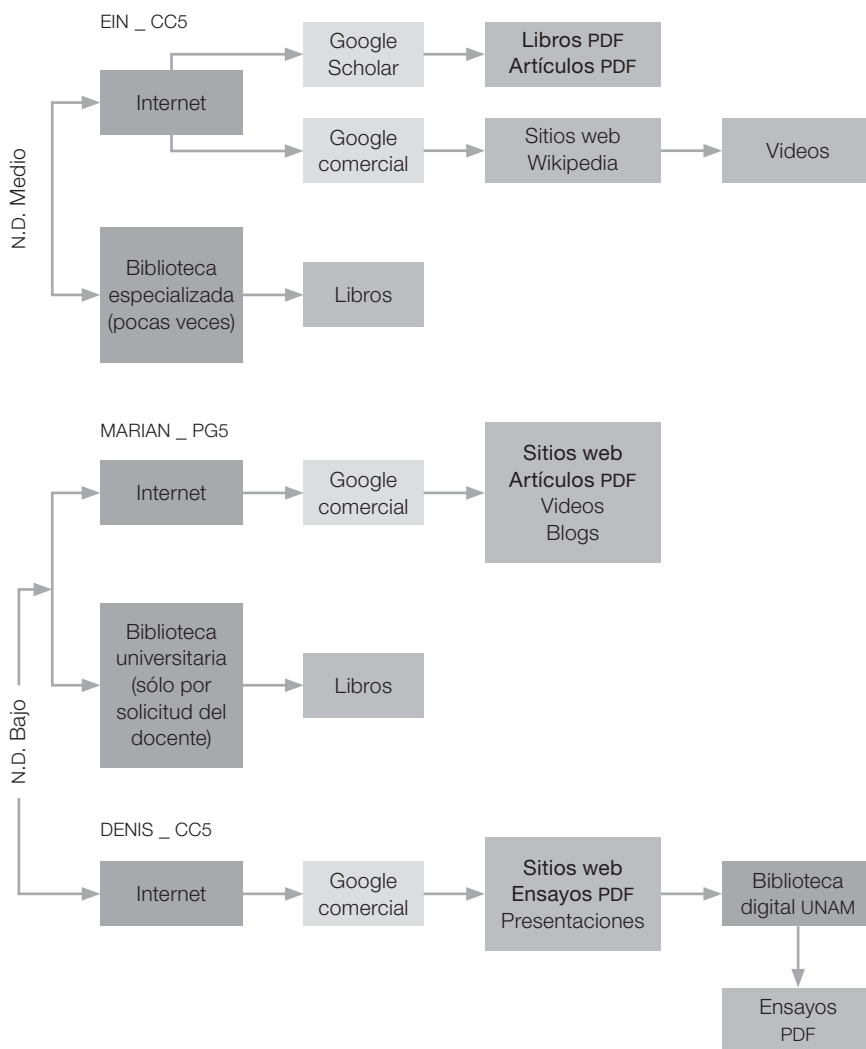 EIN _ CC5
N.D. Medio
Internet
Google
Scholar
Libros PDF
Artículos PDF
Google
comercial
Sitios web
Wikipedia
Videos
Biblioteca
especializada
(pocas veces)
Libros
MARIAN _ PG5
N.D. Bajo
Internet
Google
comercial
Sitios web
Artículos PDF
Videos
Blogs
Biblioteca
universitaria
(sólo por
solicitud del
docente)
Libros
DENIS _ CC5
Internet
Google
comercial
Sitios web
Ensayos PDF
Presentaciones
Biblioteca
digital UNAM
Ensayos
PDF